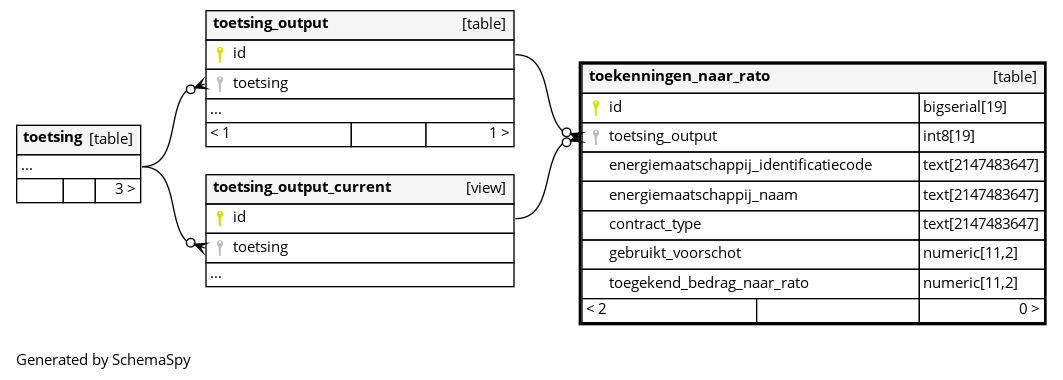 toetsing [table]
...
3 >
toetsing_output [table]
id
toetsing
...
< 1 1 >
toetsing_output_current [view]
id
toetsing
...
toekenningen_naar_rato [table]
id bigserial[19]
toetsing_output int8[19]
energiemaatschappij_identificatiecode text[2147483647]
energiemaatschappij_naam text[2147483647]
contract_type text[2147483647]
gebruikt_voorschot numeric[11,2]
toegekend_bedrag_naar_rato numeric[11,2]
< 2 0 >
Generated by SchemaSpy